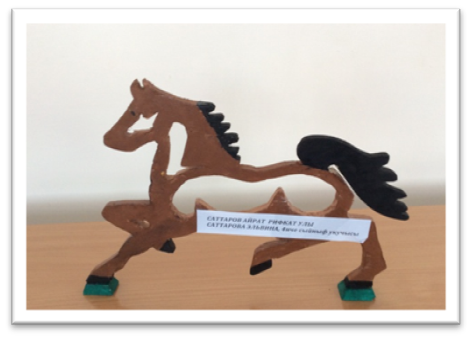 САТТАРОВ АЙРАТ РИФКАТ УЛЫ
САТТАРОВА ЭЛЬВИНА, 4нче сыйныф укучысы